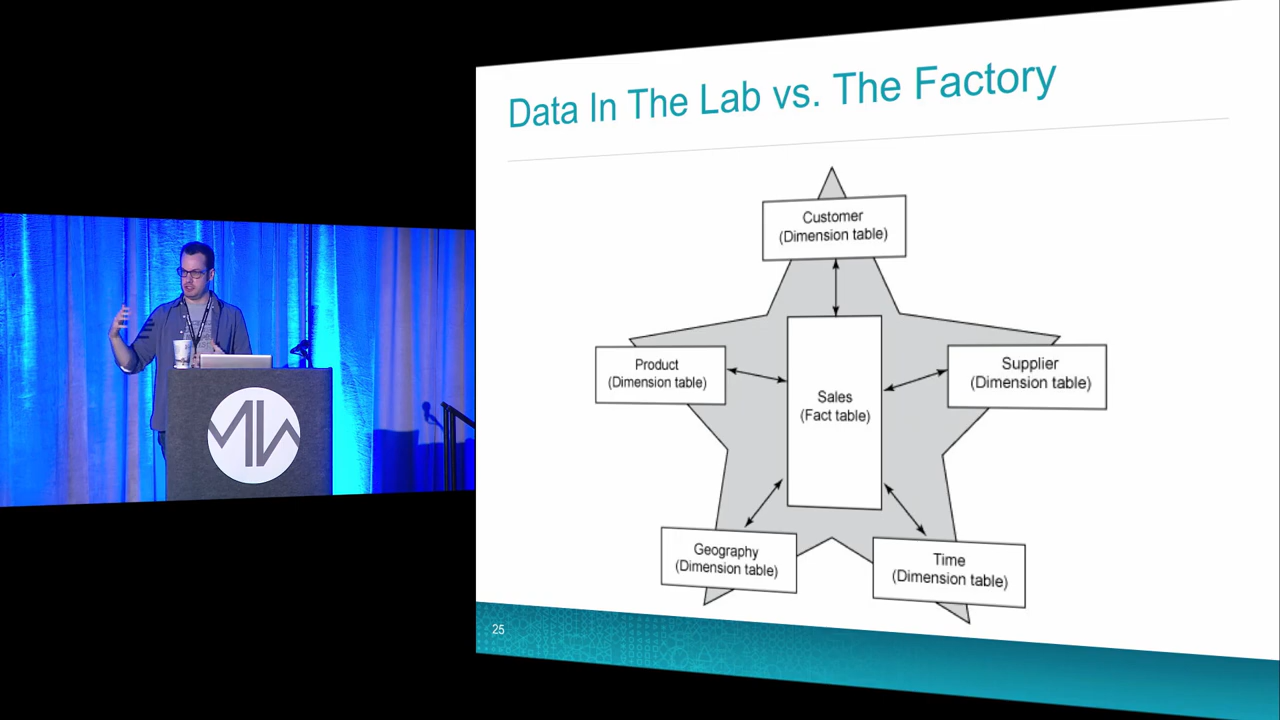 Data In The Lab vs. The Factory
Customer
(Dimension table)
Product
(Dimension table)
Supplier
(Dimension table)
Sales
(Fact table)
Geography
(Dimension table)
Time
(Dimension table)
25
MW